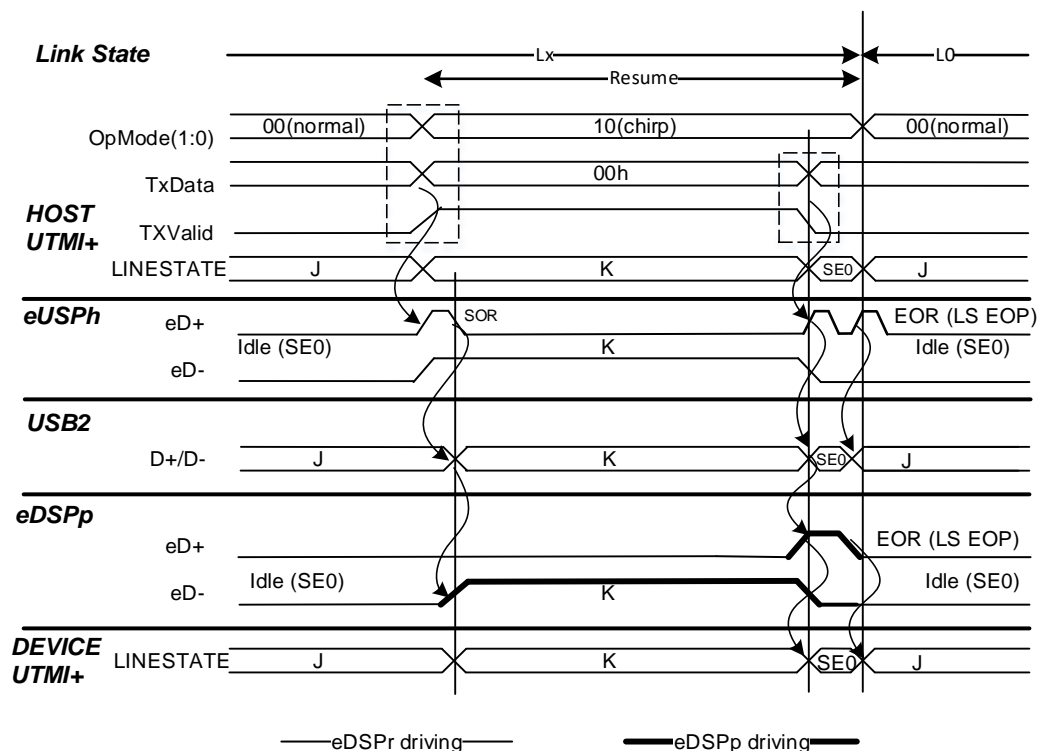 Link State
Lx
L0
Resume
OpMode(1:0)
00(normal)
10(chirp)
00(normal)
TxData
00h
HOST
UTMI+
TXValid
LINESTATE
J
K
SE0
J
eUSPh
eD+
SOR
EOR (LS EOP)
Idle (SE0)
K
Idle (SE0)
eD-
USB2
D+/D-
J
K
SE0
J
eDSPp
eD+
EOR (LS EOP)
Idle (SE0)
Idle (SE0)
eD-
K
DEVICE
UTMI+
LINESTATE
J
K
SE0
J
eDSPr driving
eDSPp driving